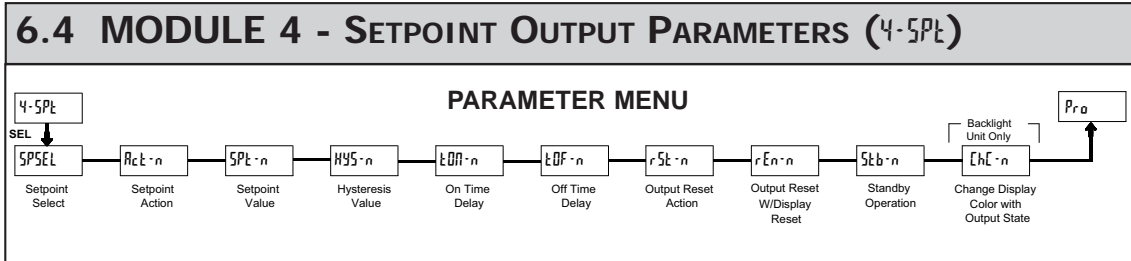 6.4 MODULE 4 - SETPOINT OUTPUT PARAMETERS (4-SPt)
PARAMETER MENU
4-SPt
Pro
SEL
Backlight
Unit Only
SPSEL
Act-n
SPt-n
HYS-n
tON-n
tOF-n
rSt-n
rEn-n
Stb-n
ChC-n
Setpoint
Select
Setpoint
Action
Setpoint
Value
Hysteresis
Value
On Time
Delay
Off Time
Delay
Output Reset
Action
Output Reset
W/Display
Reset
Standby
Operation
Change Display
Color with
Output State